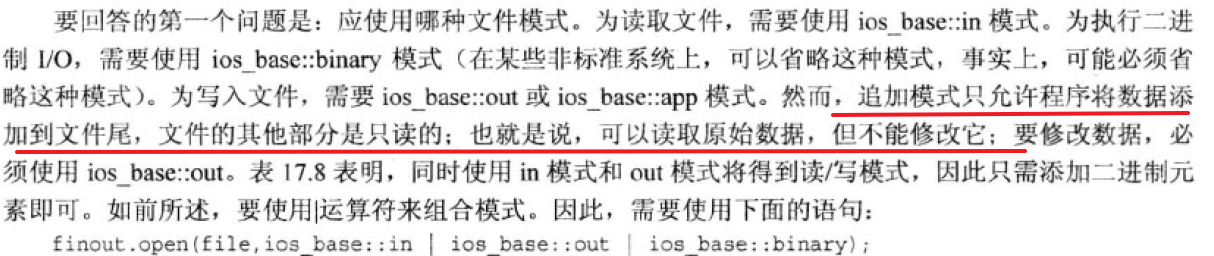 要回答的第一个问题是：应使用哪种文件模式。为读取文件，需要使用 ios_base::in 模式。为执行二进
制 I/O，需要使用 ios_base::binary 模式（在某些非标准系统上，可以省略这种模式，事实上，可能必须省
略这种模式）。为写入文件，需要 ios_base::out 或 ios_base::app 模式。然而，追加模式只允许程序将数据添
加到文件尾，文件的其他部分是只读的；也就是说，可以读取原始数据，但不能修改它；要修改数据，必
须使用 ios_base::out。表 17.8 表明，同时使用 in 模式和 out 模式将得到读/写模式，因此只需添加二进制元
素即可。如前所述，要使用|运算符来组合模式。因此，需要使用下面的语句：
finout.open(file,ios_base::in | ios_base::out | ios_base::binary);